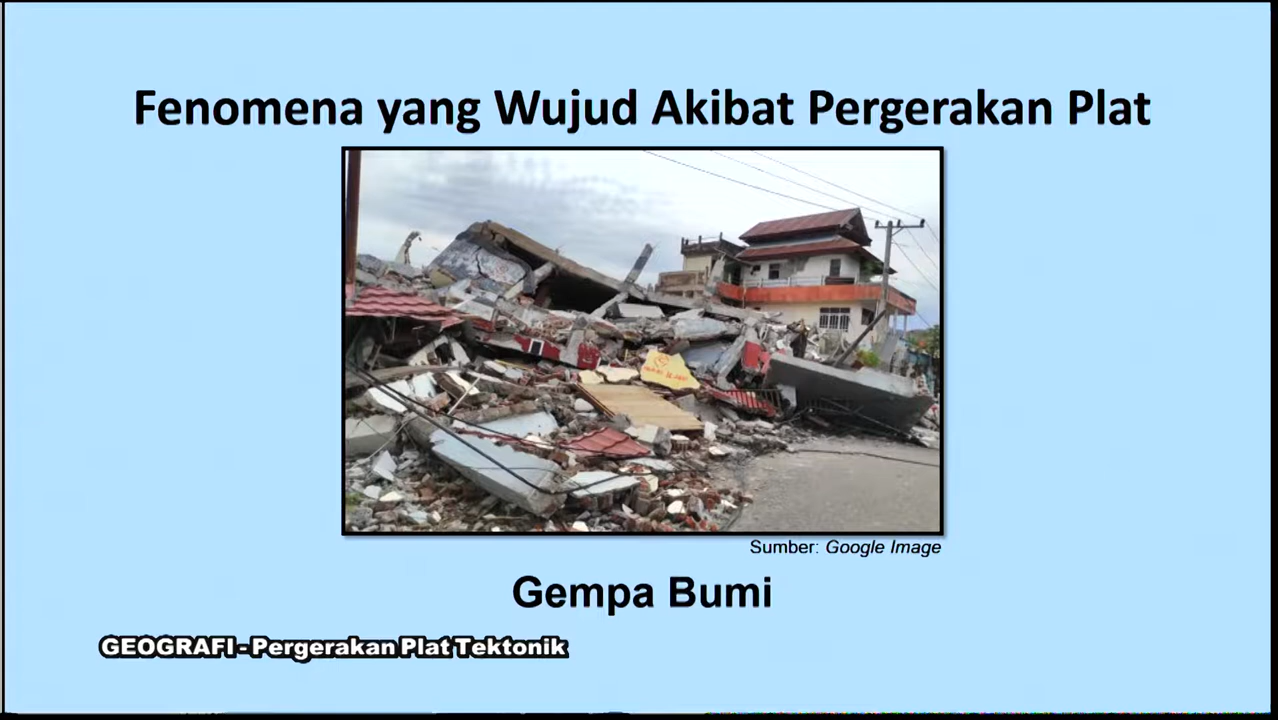 Fenomena yang Wujud Akibat Pergerakan Plat
Sumber: Google Image
Gempa Bumi
GEOGRAFI - Pergerakan Plat Tektonik